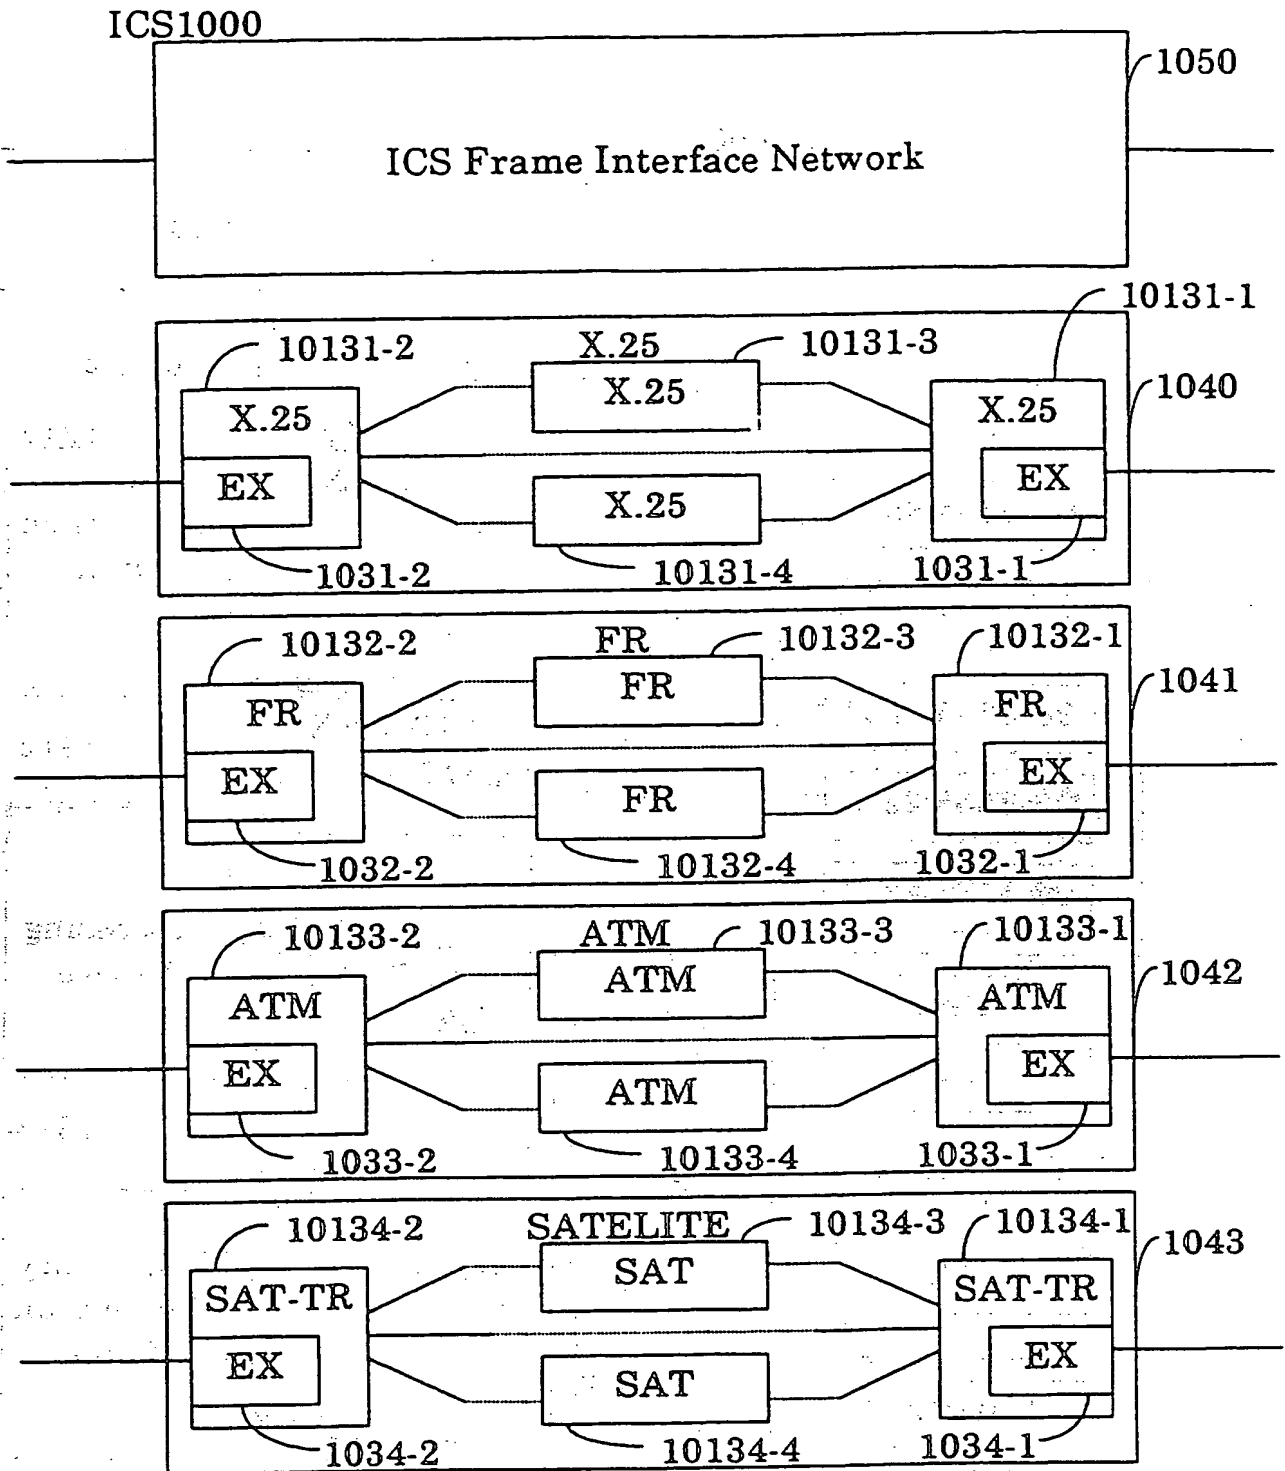 ICS1000
1050
ICS Frame Interface Network
10131-1
10131-2
X.25
10131-3
X.25
X.25
X.25
1040
EX
X.25
EX
1031-2
10131-4
1031-1
10132-2
FR
10132-3
10132-1
FR
FR
FR
1041
EX
FR
EX
1032-2
10132-4
1032-1
10133-2
ATM
10133-3
10133-1
ATM
ATM
ATM
1042
EX
ATM
EX
1033-2
10133-4
1033-1
10134-2
SATELITE
10134-3
10134-1
SAT-TR
SAT
SAT-TR
1043
EX
SAT
EX
1034-2
10134-4
1034-1